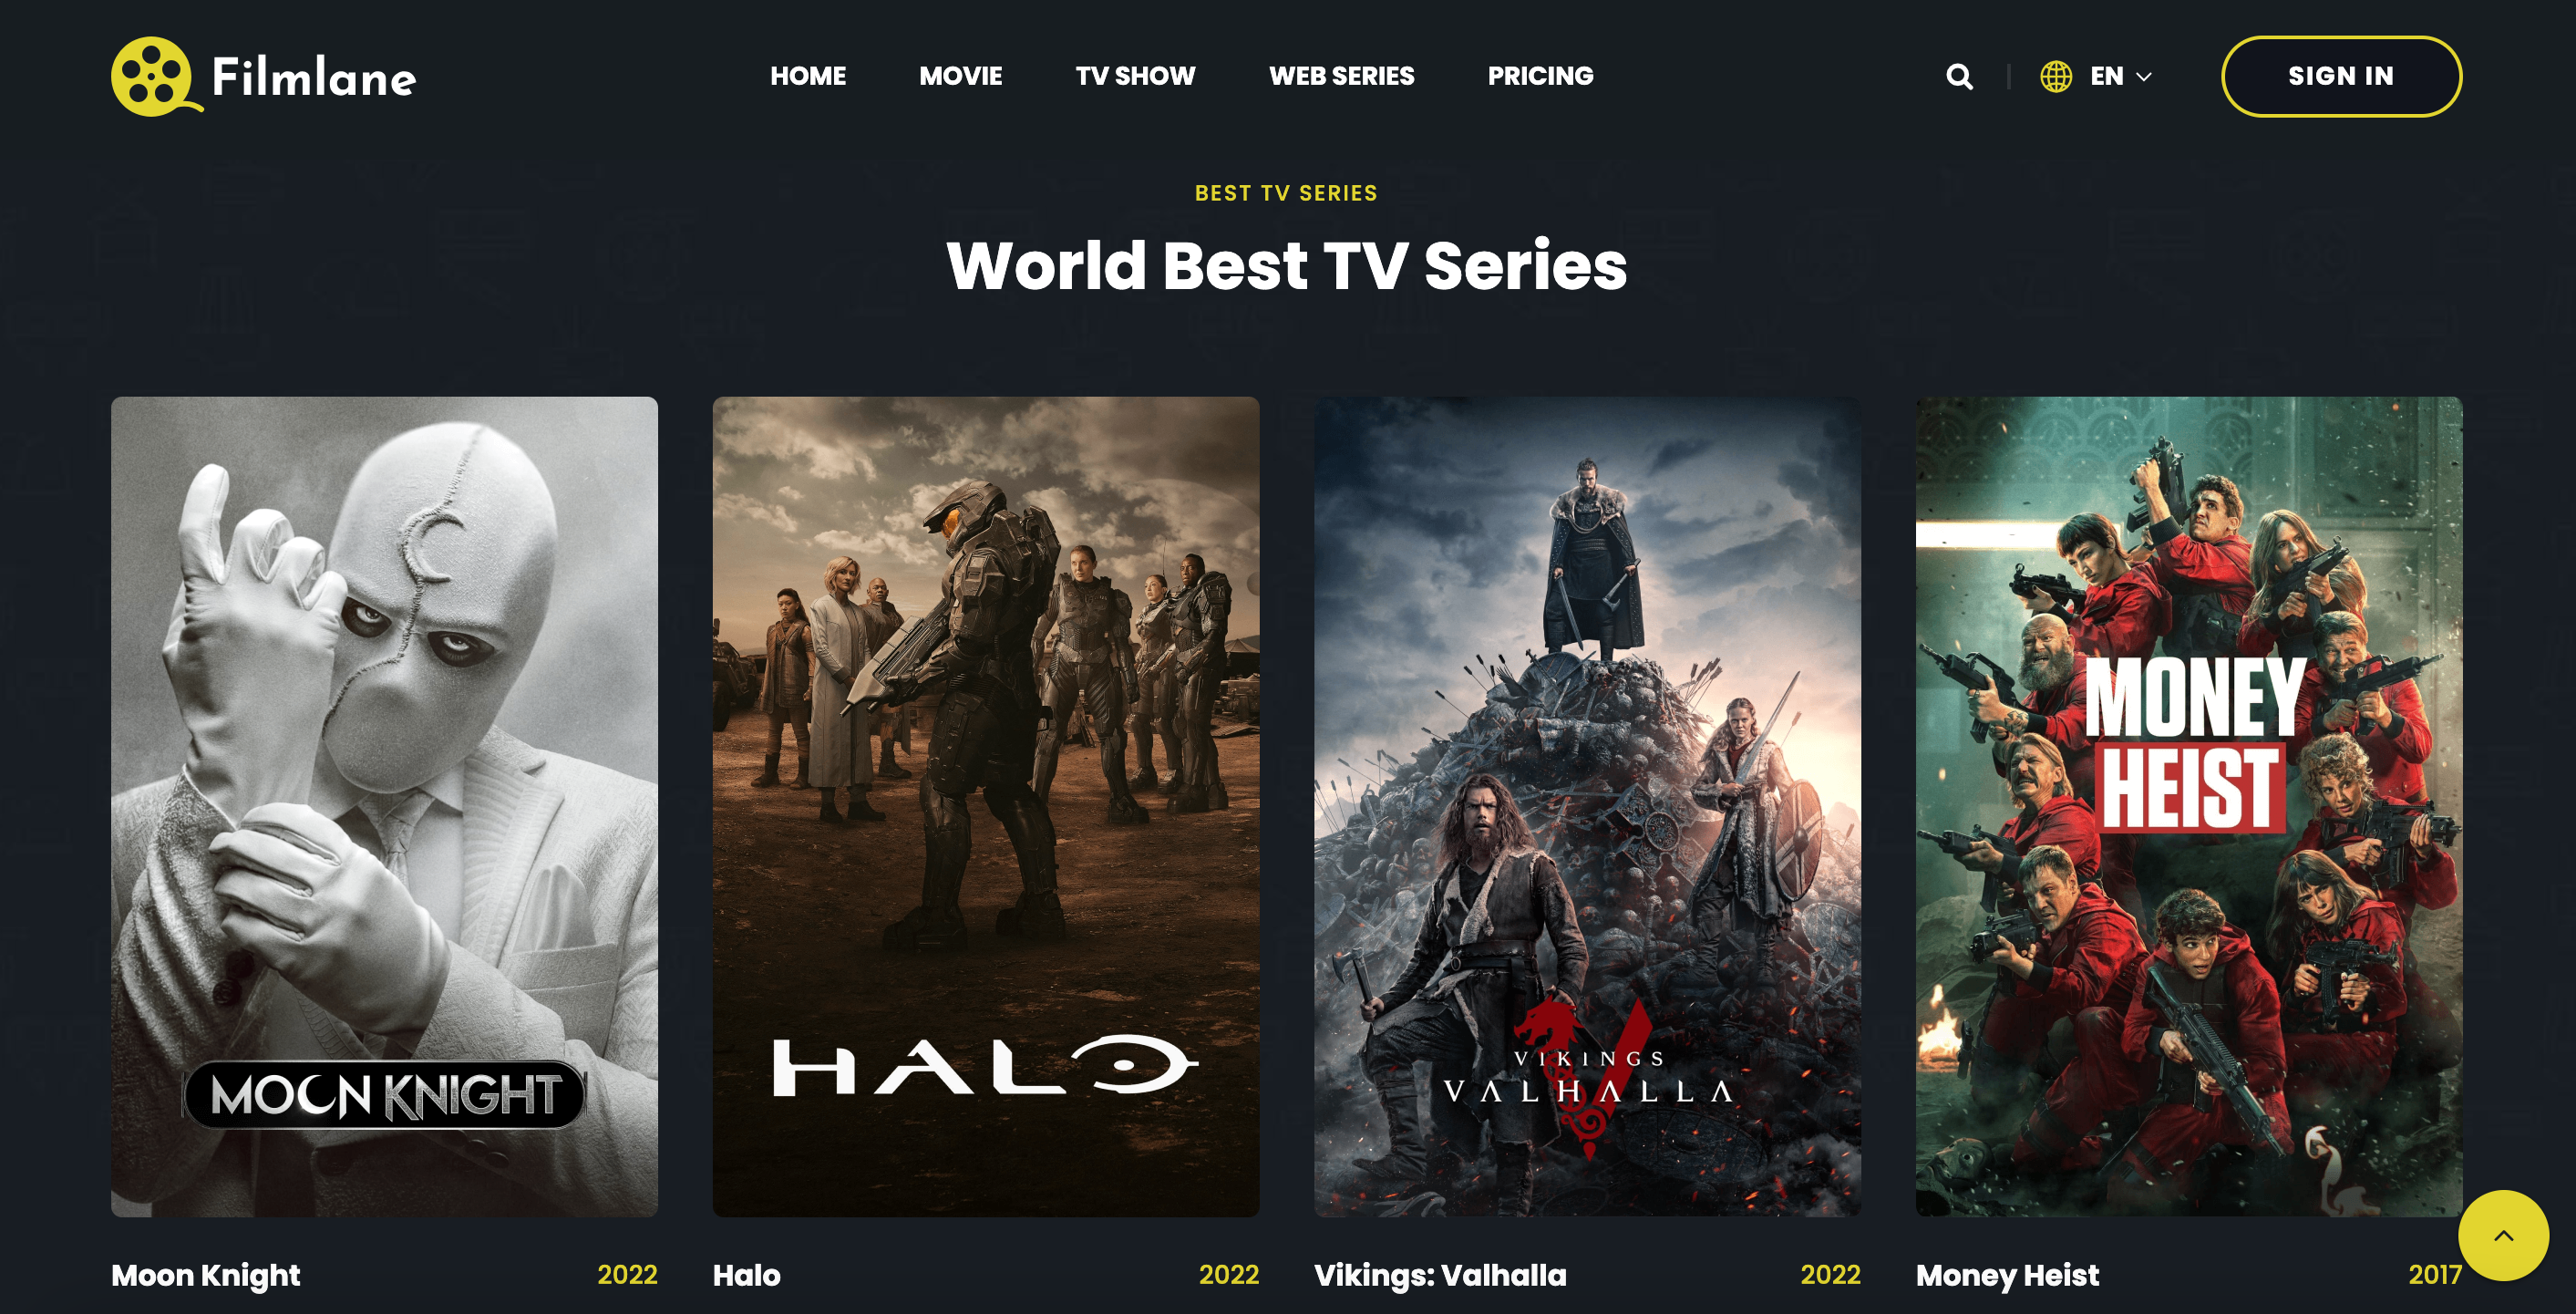 Filmlane
HOME MOVIE TV SHOW WEB SERIES PRICING
EN
SIGN IN
BEST TV SERIES
World Best TV Series
MOON KNIGHT
HALO
VIKINGS
VALHALLA
MONEY
HEIST
Moon Knight 2022
Halo 2022
Vikings: Valhalla 2022
Money Heist 2017